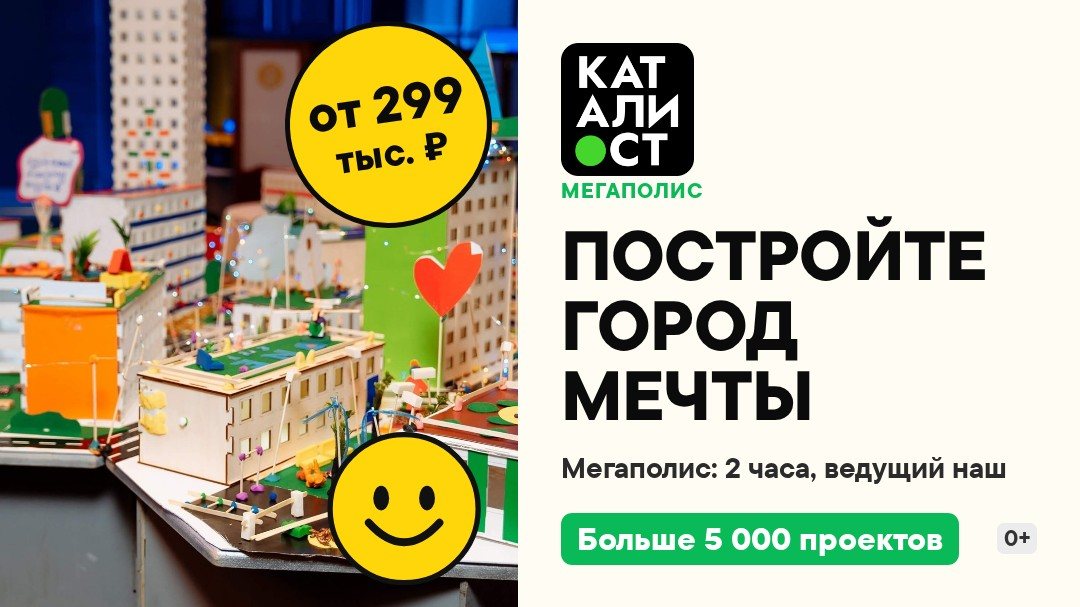 от 299
тыс. ₽
КАТ
АЛИ
СТ
МЕГАПОЛИС
ПОСТРОЙТЕ
ГОРОД
МЕЧТЫ
Мегаполис: 2 часа, ведущий наш
Больше 5 000 проектов
0+